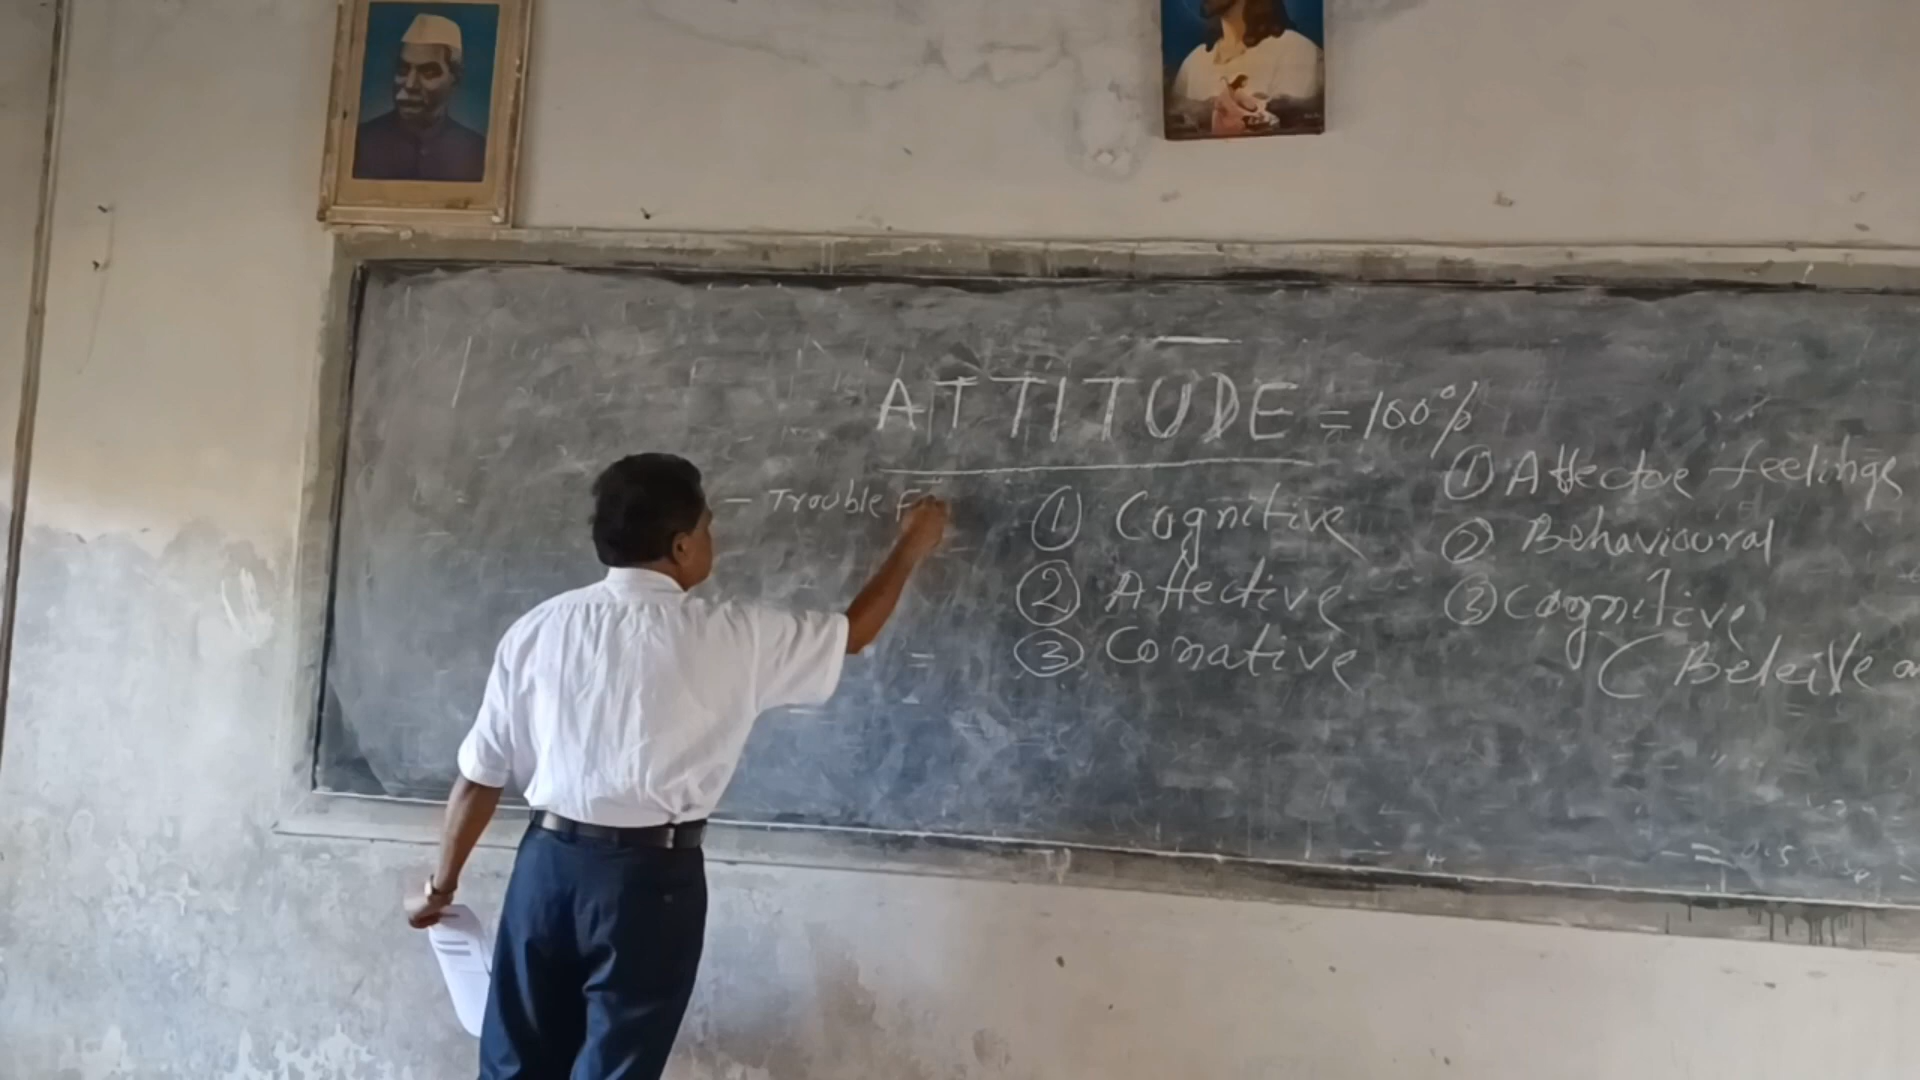 ATTITUDE = 100%
- Trouble
① Cognitive
② Affective
③ Conative
① Affective feelings
② Behavioural
③ Cognitive
( Beleive